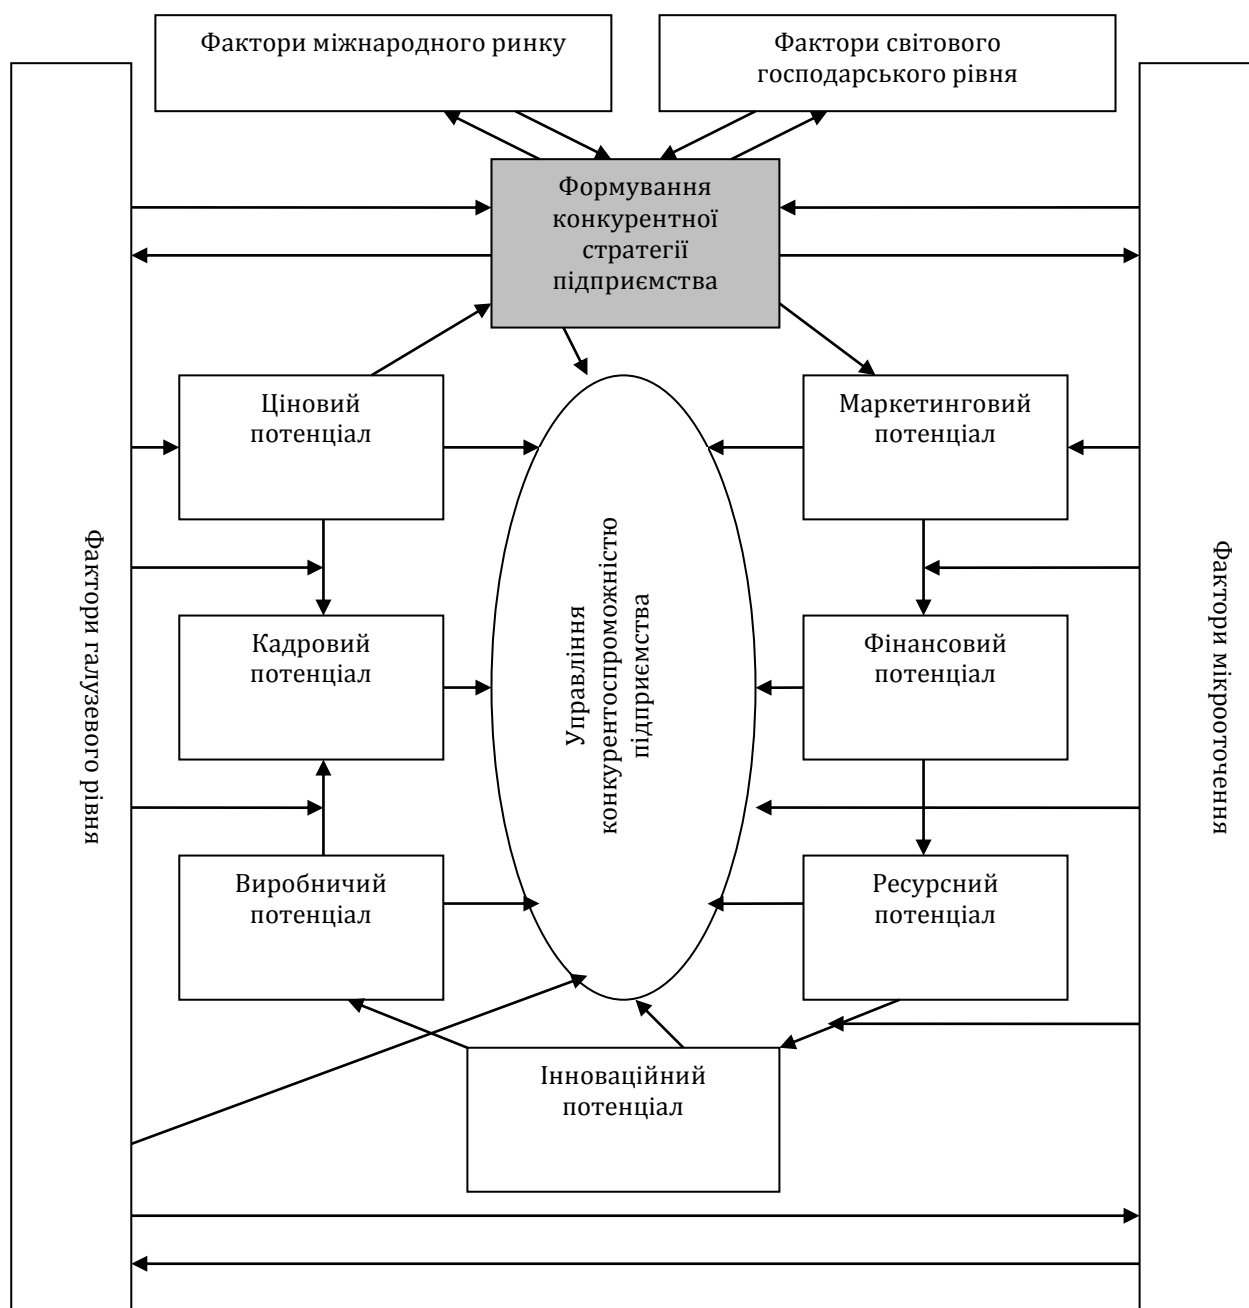 Фактори міжнародного ринку
Фактори світового
господарського рівня
Формування
конкурентної
стратегії
підприємства
Ціновий
потенціал
Маркетинговий
потенціал
Фактори галузевого рівня
Управління
конкурентоспроможністю
підприємства
Фактори мікрооточення
Кадровий
потенціал
Фінансовий
потенціал
Виробничий
потенціал
Ресурсний
потенціал
Інноваційний
потенціал